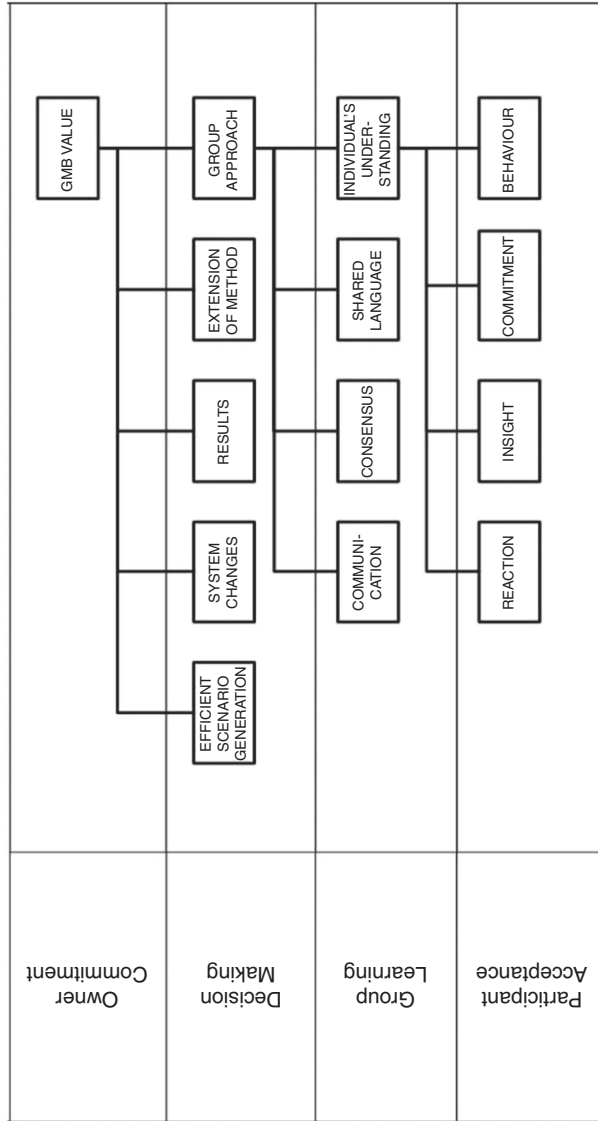 Owner
Commitment
GMB VALUE
Decision
Making
EFFICIENT
SCENARIO
GENERATION
SYSTEM
CHANGES
RESULTS
EXTENSION
OF METHOD
GROUP
APPROACH
Group
Learning
COMMUNI-
CATION
CONSENSUS
SHARED
LANGUAGE
INDIVIDUAL'S
UNDER-
STANDING
Participant
Acceptance
REACTION
INSIGHT
COMMITMENT
BEHAVIOUR